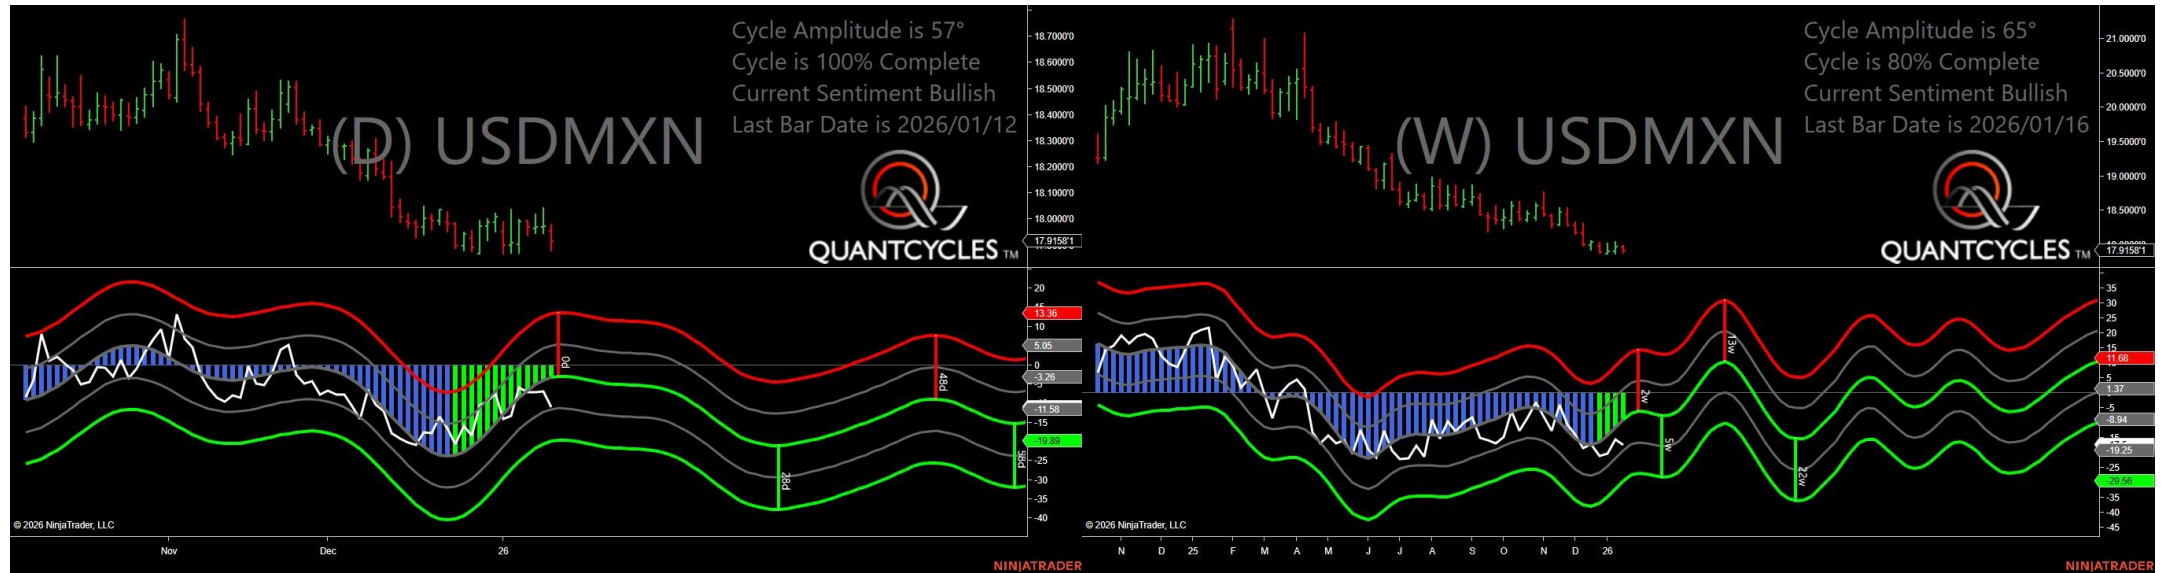 Cycle Amplitude is 57°
Cycle is 100% Complete
Current Sentiment Bullish
Last Bar Date is 2026/01/12
(D) USDMXN
QUANTCYCLES TM
18.7000'0
18.6000'0
18.5000'0
18.4000'0
18.3000'0
18.2000'0
18.1000'0
18.0000'0
17.9158'1
20
13.36
10
5.05
0
-3.26
-11.58
-15
-19.89
-25
-30
-35
-40
0d
48d
28d
58d
© 2026 NinjaTrader, LLC
Nov
Dec
26
NINJATRADER
Cycle Amplitude is 65°
Cycle is 80% Complete
Current Sentiment Bullish
Last Bar Date is 2026/01/16
(W) USDMXN
QUANTCYCLES TM
21.0000'0
20.5000'0
20.0000'0
19.5000'0
19.0000'0
18.5000'0
17.9158'1
35
30
25
20
15
11.68
5
1.37
-5
-8.94
-19.25
-25
-29.56
-35
-40
-45
2w
13w
5w
22w
© 2026 NinjaTrader, LLC
N
D
25
F
M
A
M
J
J
A
S
O
N
D
26
NINJATRADER